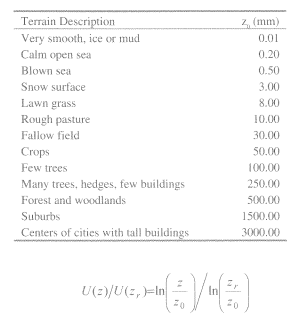 Terrain Description z₀ (mm)
Very smooth, ice or mud 0.01
Calm open sea 0.20
Blown sea 0.50
Snow surface 3.00
Lawn grass 8.00
Rough pasture 10.00
Fallow field 30.00
Crops 50.00
Few trees 100.00
Many trees, hedges, few buildings 250.00
Forest and woodlands 500.00
Suburbs 1500.00
Centers of cities with tall buildings 3000.00
U(z)/U(z_r)=ln(z/z₀)/ln(z_r/z₀)